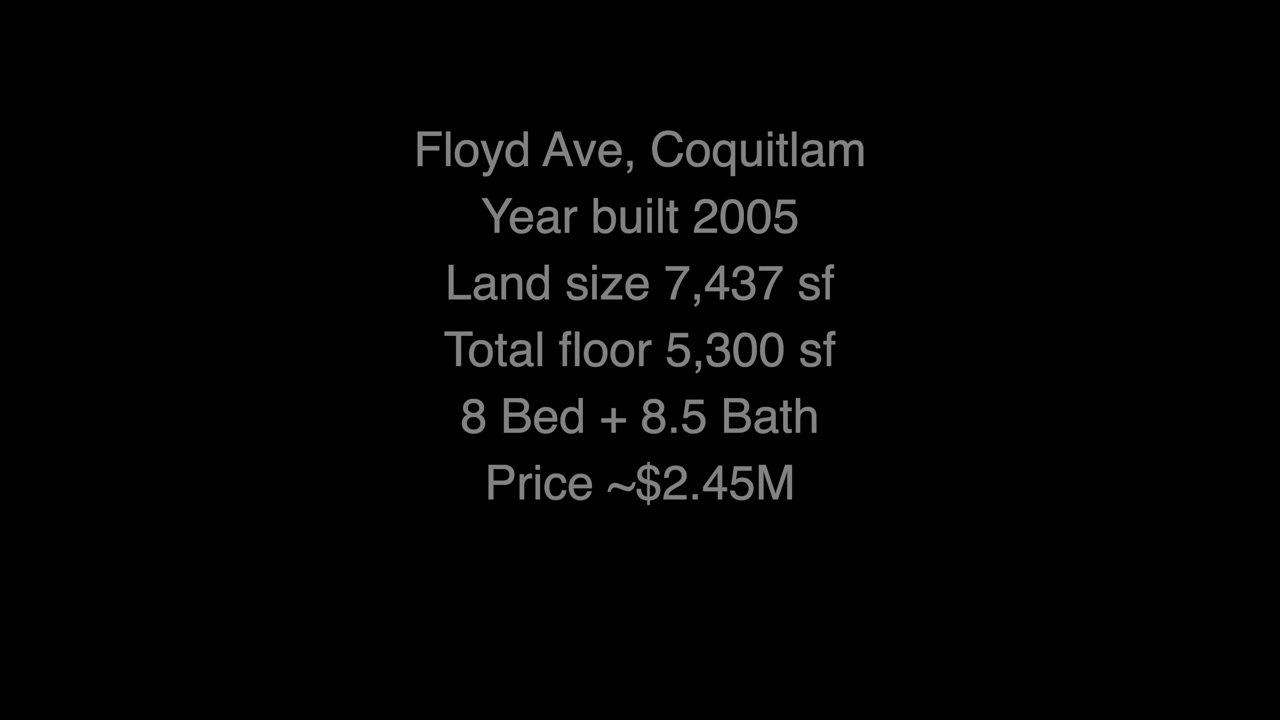 Floyd Ave, Coquitlam
Year built 2005
Land size 7,437 sf
Total floor 5,300 sf
8 Bed + 8.5 Bath
Price ~$2.45M